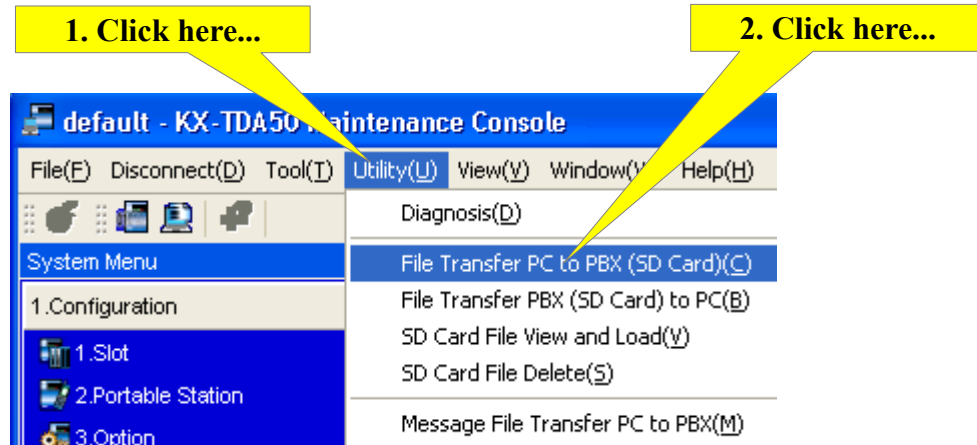 1. Click here...
2. Click here...
default - KX-TDA50 Maintenance Console
File(F) Disconnect(D) Tool(T) Utility(U) View(V) Help(H)
Diagnosis(D)
System Menu
File Transfer PC to PBX (SD Card)(C)
1.Configuration
File Transfer PBX (SD Card) to PC(B)
1.Slot
SD Card File View and Load(V)
SD Card File Delete(S)
2.Portable Station
Message File Transfer PC to PBX(M)
3.Option